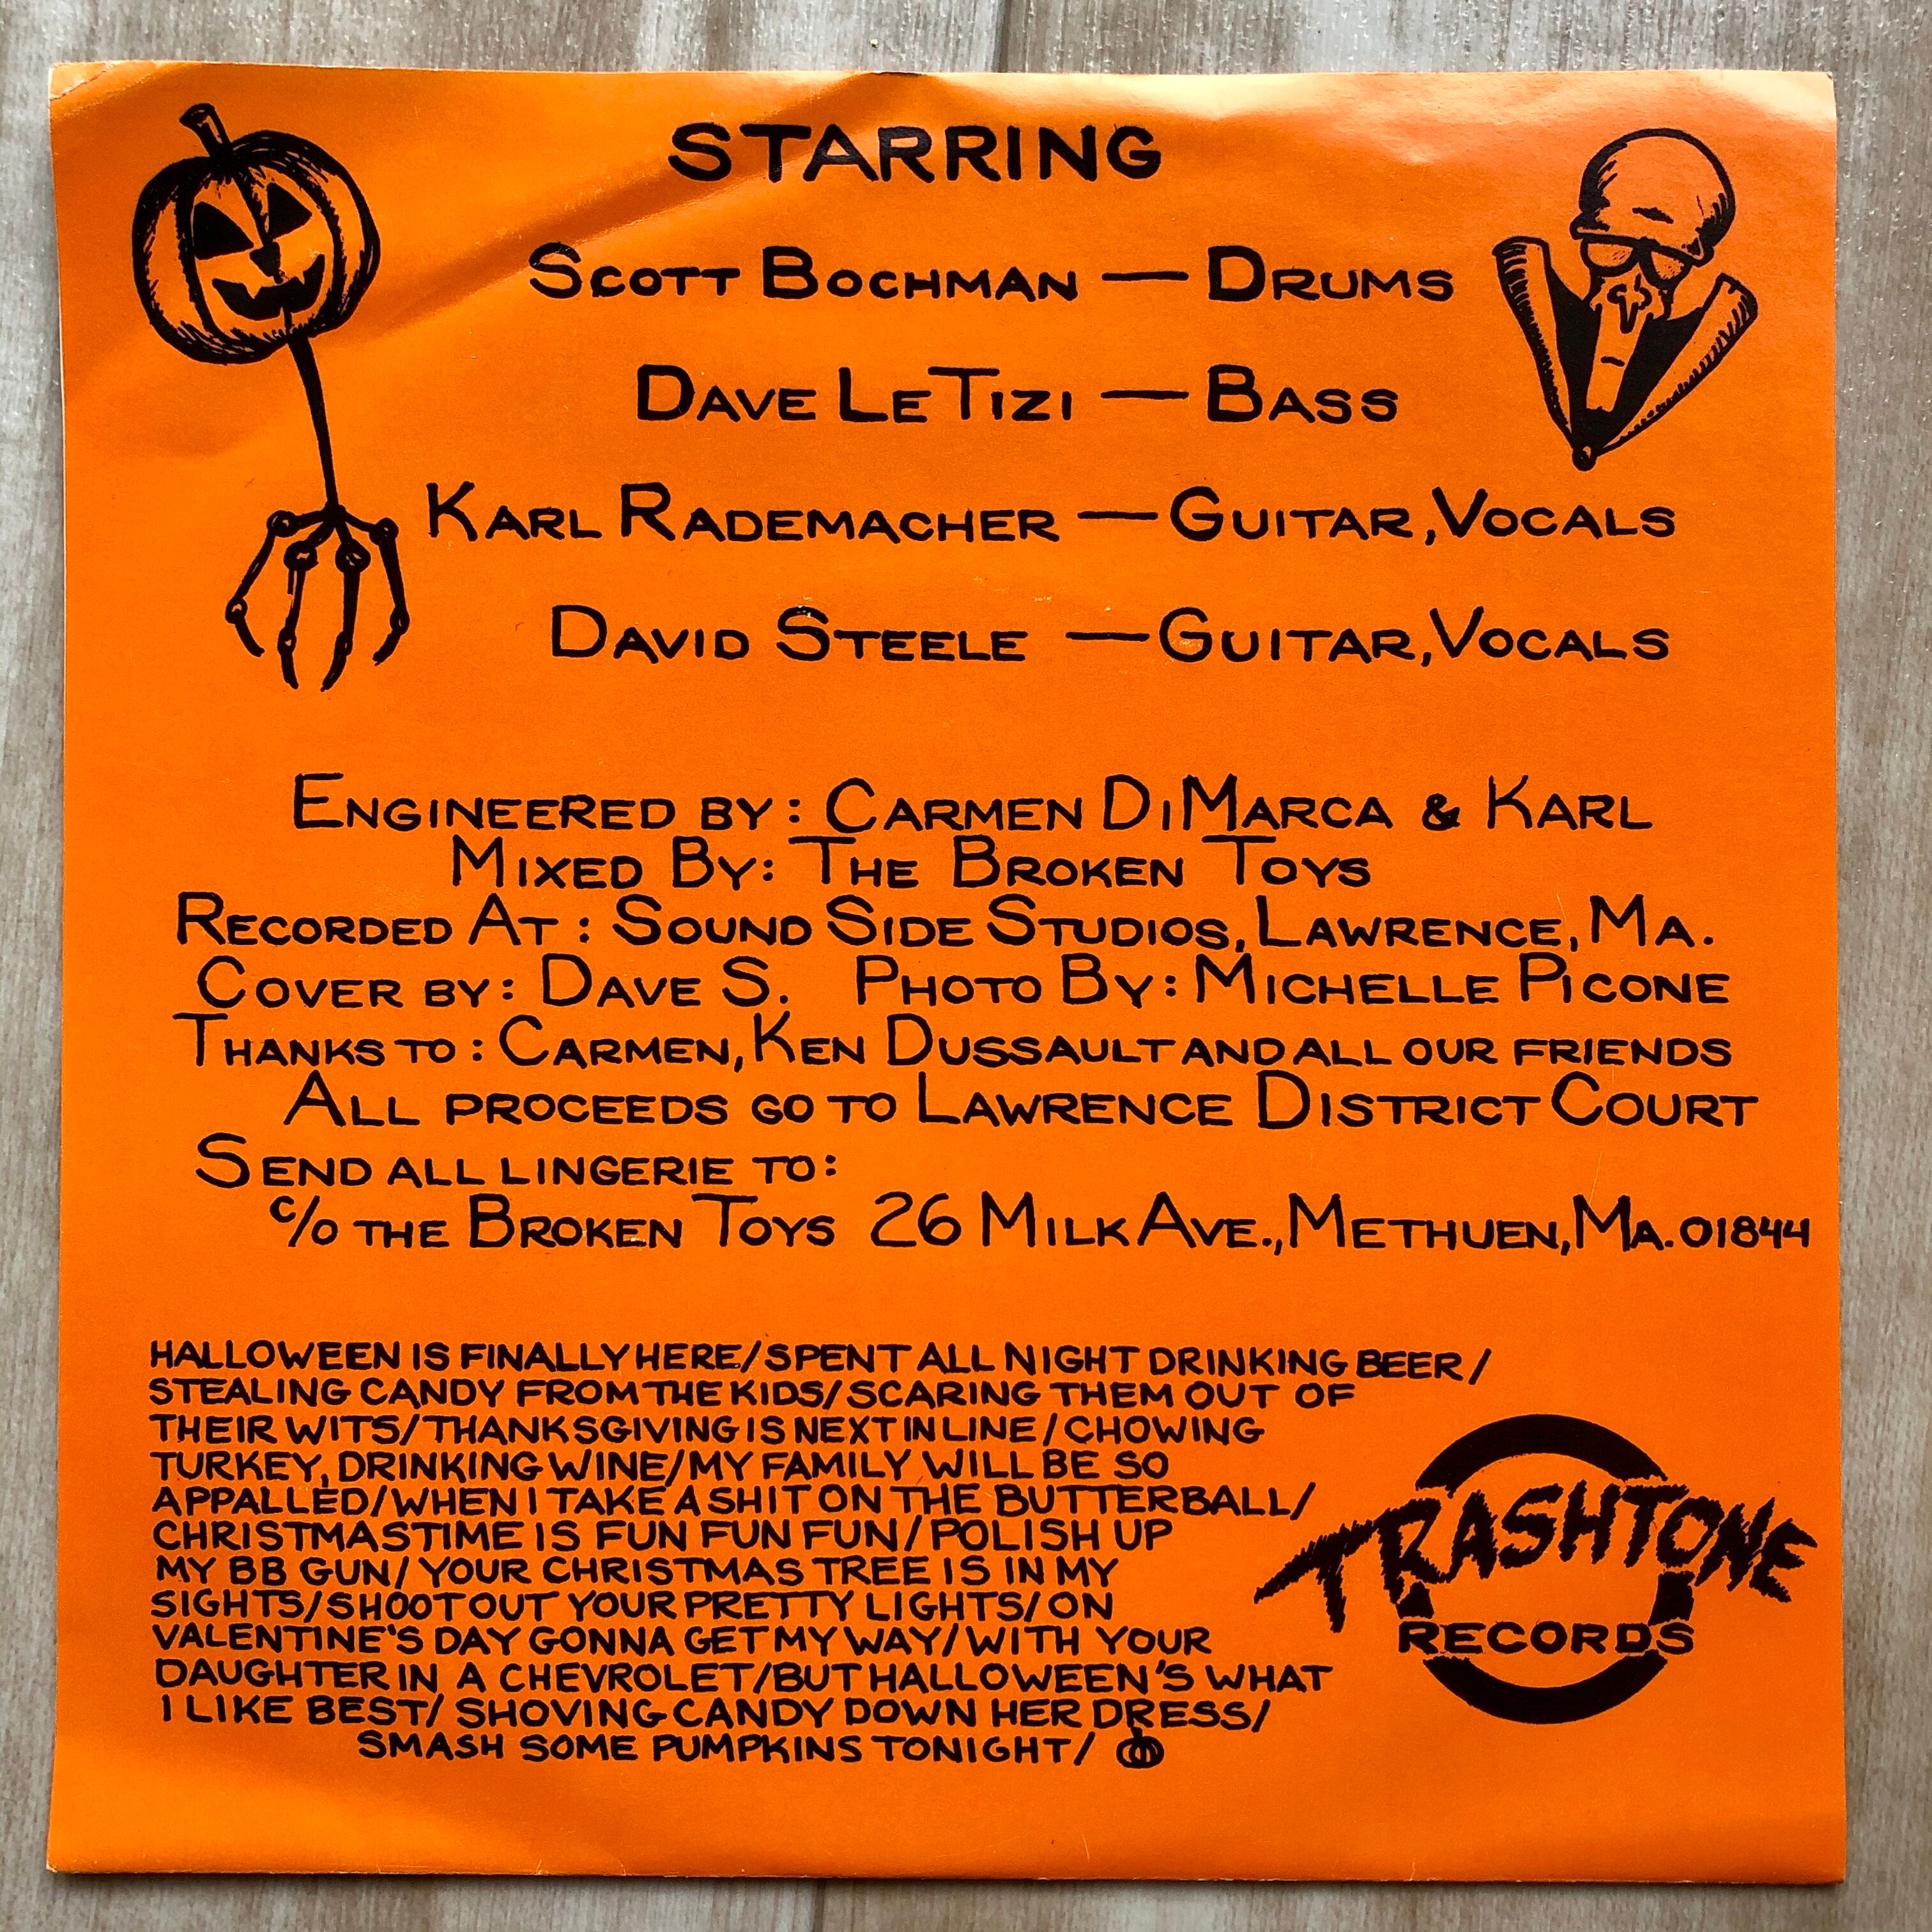 STARRING
SCOTT BOCHMAN — DRUMS
DAVE LETIZI — BASS
KARL RADEMACHER — GUITAR, VOCALS
DAVID STEELE — GUITAR, VOCALS
ENGINEERED BY: CARMEN DIMARCA & KARL
MIXED BY: THE BROKEN TOYS
RECORDED AT: SOUND SIDE STUDIOS, LAWRENCE, MA.
COVER BY: DAVE S. PHOTO BY: MICHELLE PICONE
THANKS TO: CARMEN, KEN DUSSAULT AND ALL OUR FRIENDS
ALL PROCEEDS GO TO LAWRENCE DISTRICT COURT
SEND ALL LINGERIE TO:
c/o THE BROKEN TOYS 26 MILK AVE., METHUEN, MA. 01844
HALLOWEEN IS FINALLY HERE/SPENT ALL NIGHT DRINKING BEER/
STEALING CANDY FROM THE KIDS/SCARING THEM OUT OF
THEIR WITS/THANKSGIVING IS NEXT IN LINE/CHOWING
TURKEY, DRINKING WINE/MY FAMILY WILL BE SO
APPALLED/WHEN I TAKE A SHIT ON THE BUTTERBALL/
CHRISTMASTIME IS FUN FUN FUN/POLISH UP
MY BB GUN/YOUR CHRISTMAS TREE IS IN MY
SIGHTS/SHOOT OUT YOUR PRETTY LIGHTS/ON
VALENTINE'S DAY GONNA GET MY WAY/WITH YOUR
DAUGHTER IN A CHEVROLET/BUT HALLOWEEN'S WHAT
I LIKE BEST/SHOVING CANDY DOWN HER DRESS/
SMASH SOME PUMPKINS TONIGHT/
TRASHTONE
RECORDS